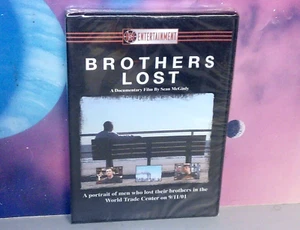 ENTERTAINMENT
BROTHERS
LOST
A Documentary Film By Sean McGinly
A portrait of men who lost their brothers in the
World Trade Center on 9/11/01